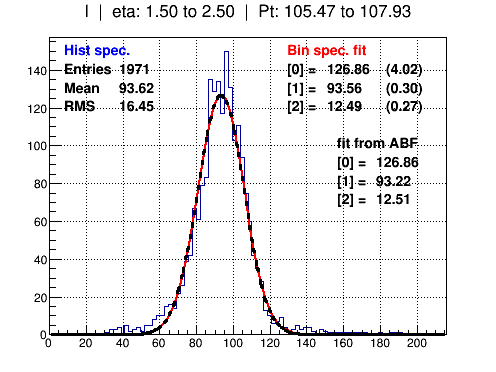 I | eta: 1.50 to 2.50 | Pt: 105.47 to 107.93
Hist spec.
Entries 1971
Mean 93.62
RMS 16.45
Bin spec. fit
[0] = 126.86 (4.02)
[1] = 93.56 (0.30)
[2] = 12.49 (0.27)
fit from ABF
[0] = 126.86
[1] = 93.22
[2] = 12.51
140
120
100
80
60
40
20
0
0 20 40 60 80 100 120 140 160 180 200